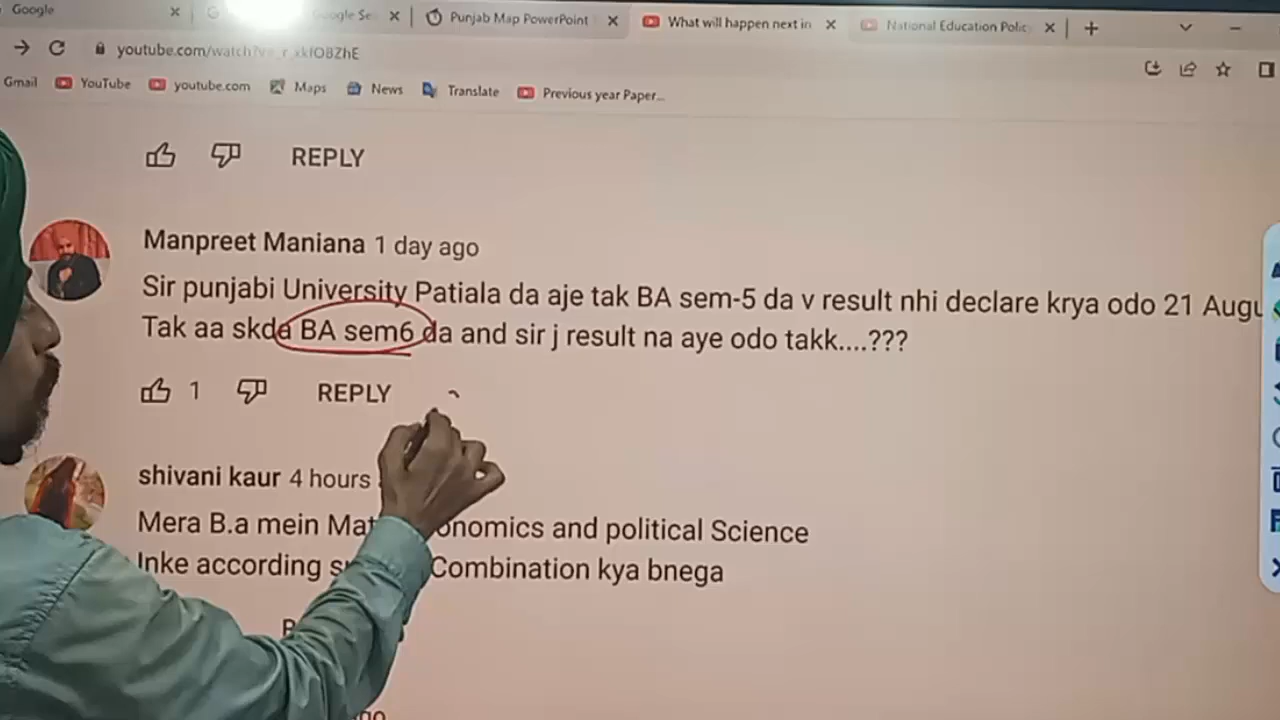 Google
Google Se
Punjab Map PowerPoint
What will happen next in
National Education Polic
Gmail
YouTube
youtube.com
Maps
News
Translate
Previous year Paper...
REPLY
Manpreet Maniana 1 day ago
Sir punjabi University Patiala da aje tak BA sem-5 da v result nhi declare krya odo 21 Augu
Tak aa skda BA sem6 da and sir j result na aye odo takk....???
1
REPLY
shivani kaur 4 hours
Mera B.a mein Mat onomics and political Science
Inke according s Combination kya bnega